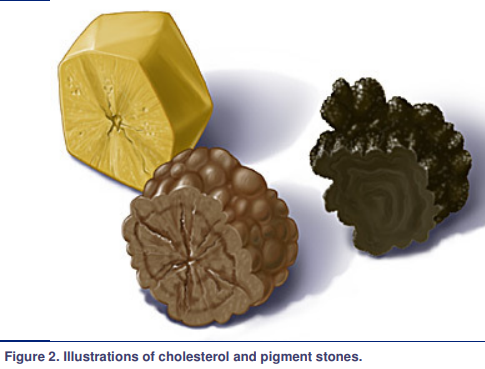 Figure 2. Illustrations of cholesterol and pigment stones.